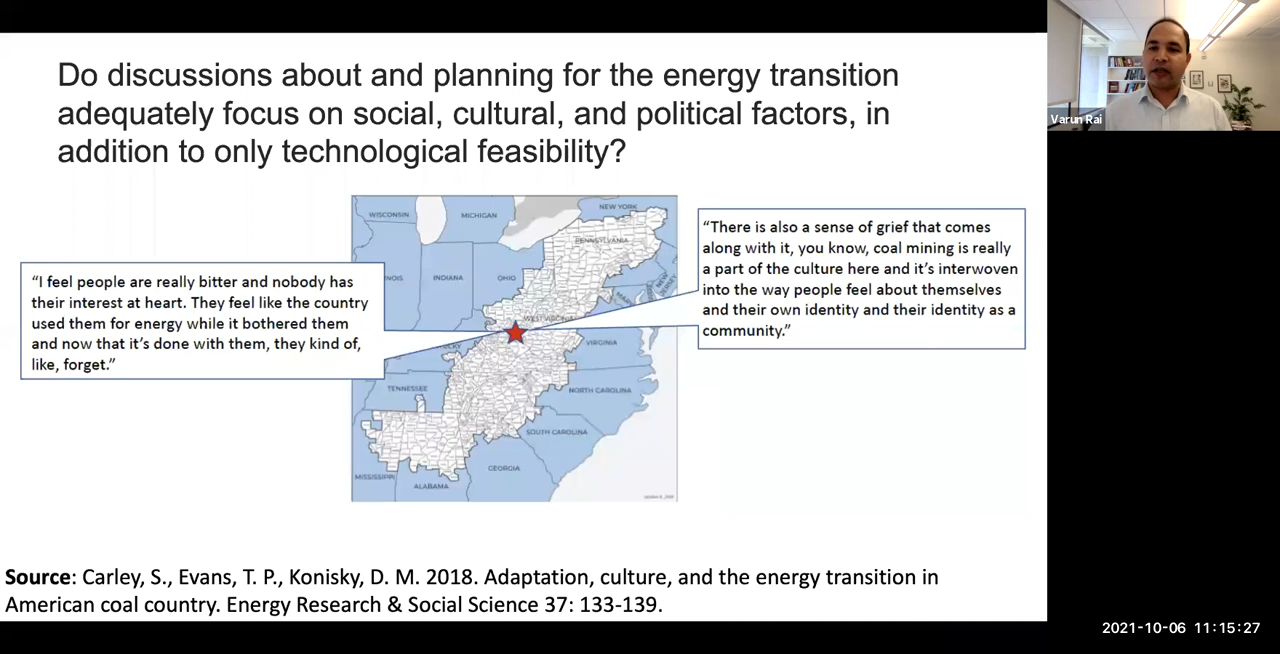 Do discussions about and planning for the energy transition
adequately focus on social, cultural, and political factors, in
addition to only technological feasibility?
Varun Rai
WISCONSIN
MICHIGAN
NEW YORK
PENNSYLVANIA
NOIS
INDIANA
OHIO
NEW JERSEY
WEST VIRGINIA
VIRGINIA
TENNESSEE
NORTH CAROLINA
SOUTH CAROLINA
MISSISSIPPI
ALABAMA
GEORGIA
“I feel people are really bitter and nobody has
their interest at heart. They feel like the country
used them for energy while it bothered them
and now that it’s done with them, they kind of,
like, forget.”
“There is also a sense of grief that comes
along with it, you know, coal mining is really
a part of the culture here and it’s interwoven
into the way people feel about themselves
and their own identity and their identity as a
community.”
Source: Carley, S., Evans, T. P., Konisky, D. M. 2018. Adaptation, culture, and the energy transition in
American coal country. Energy Research & Social Science 37: 133-139.
2021-10-06 11:15:27